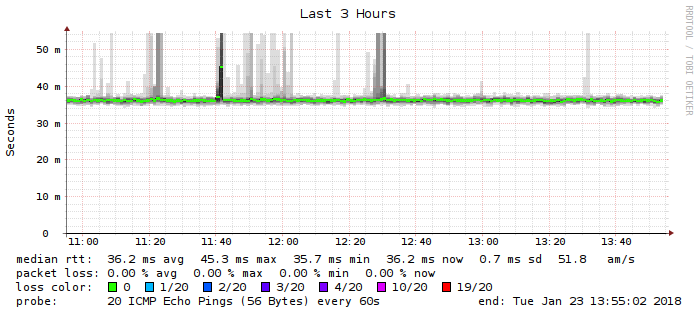 Last 3 Hours
RRDTOOL / TOBI OETIKER
Seconds
50 m
40 m
30 m
20 m
10 m
0
11:00 11:20 11:40 12:00 12:20 12:40 13:00 13:20 13:40
median rtt: 36.2 ms avg 45.3 ms max 35.7 ms min 36.2 ms now 0.7 ms sd 51.8 am/s
packet loss: 0.00 % avg 0.00 % max 0.00 % min 0.00 % now
loss color: 0 1/20 2/20 3/20 4/20 10/20 19/20
probe: 20 ICMP Echo Pings (56 Bytes) every 60s end: Tue Jan 23 13:55:02 2018